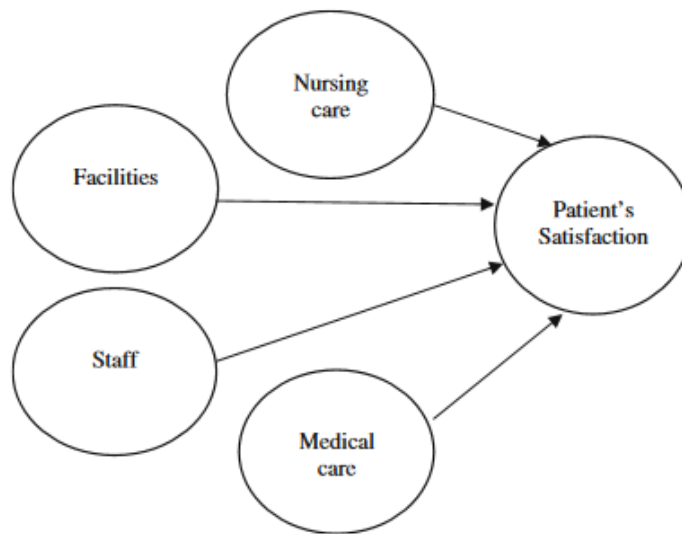 Nursing
care
Facilities
Patient’s
Satisfaction
Staff
Medical
care